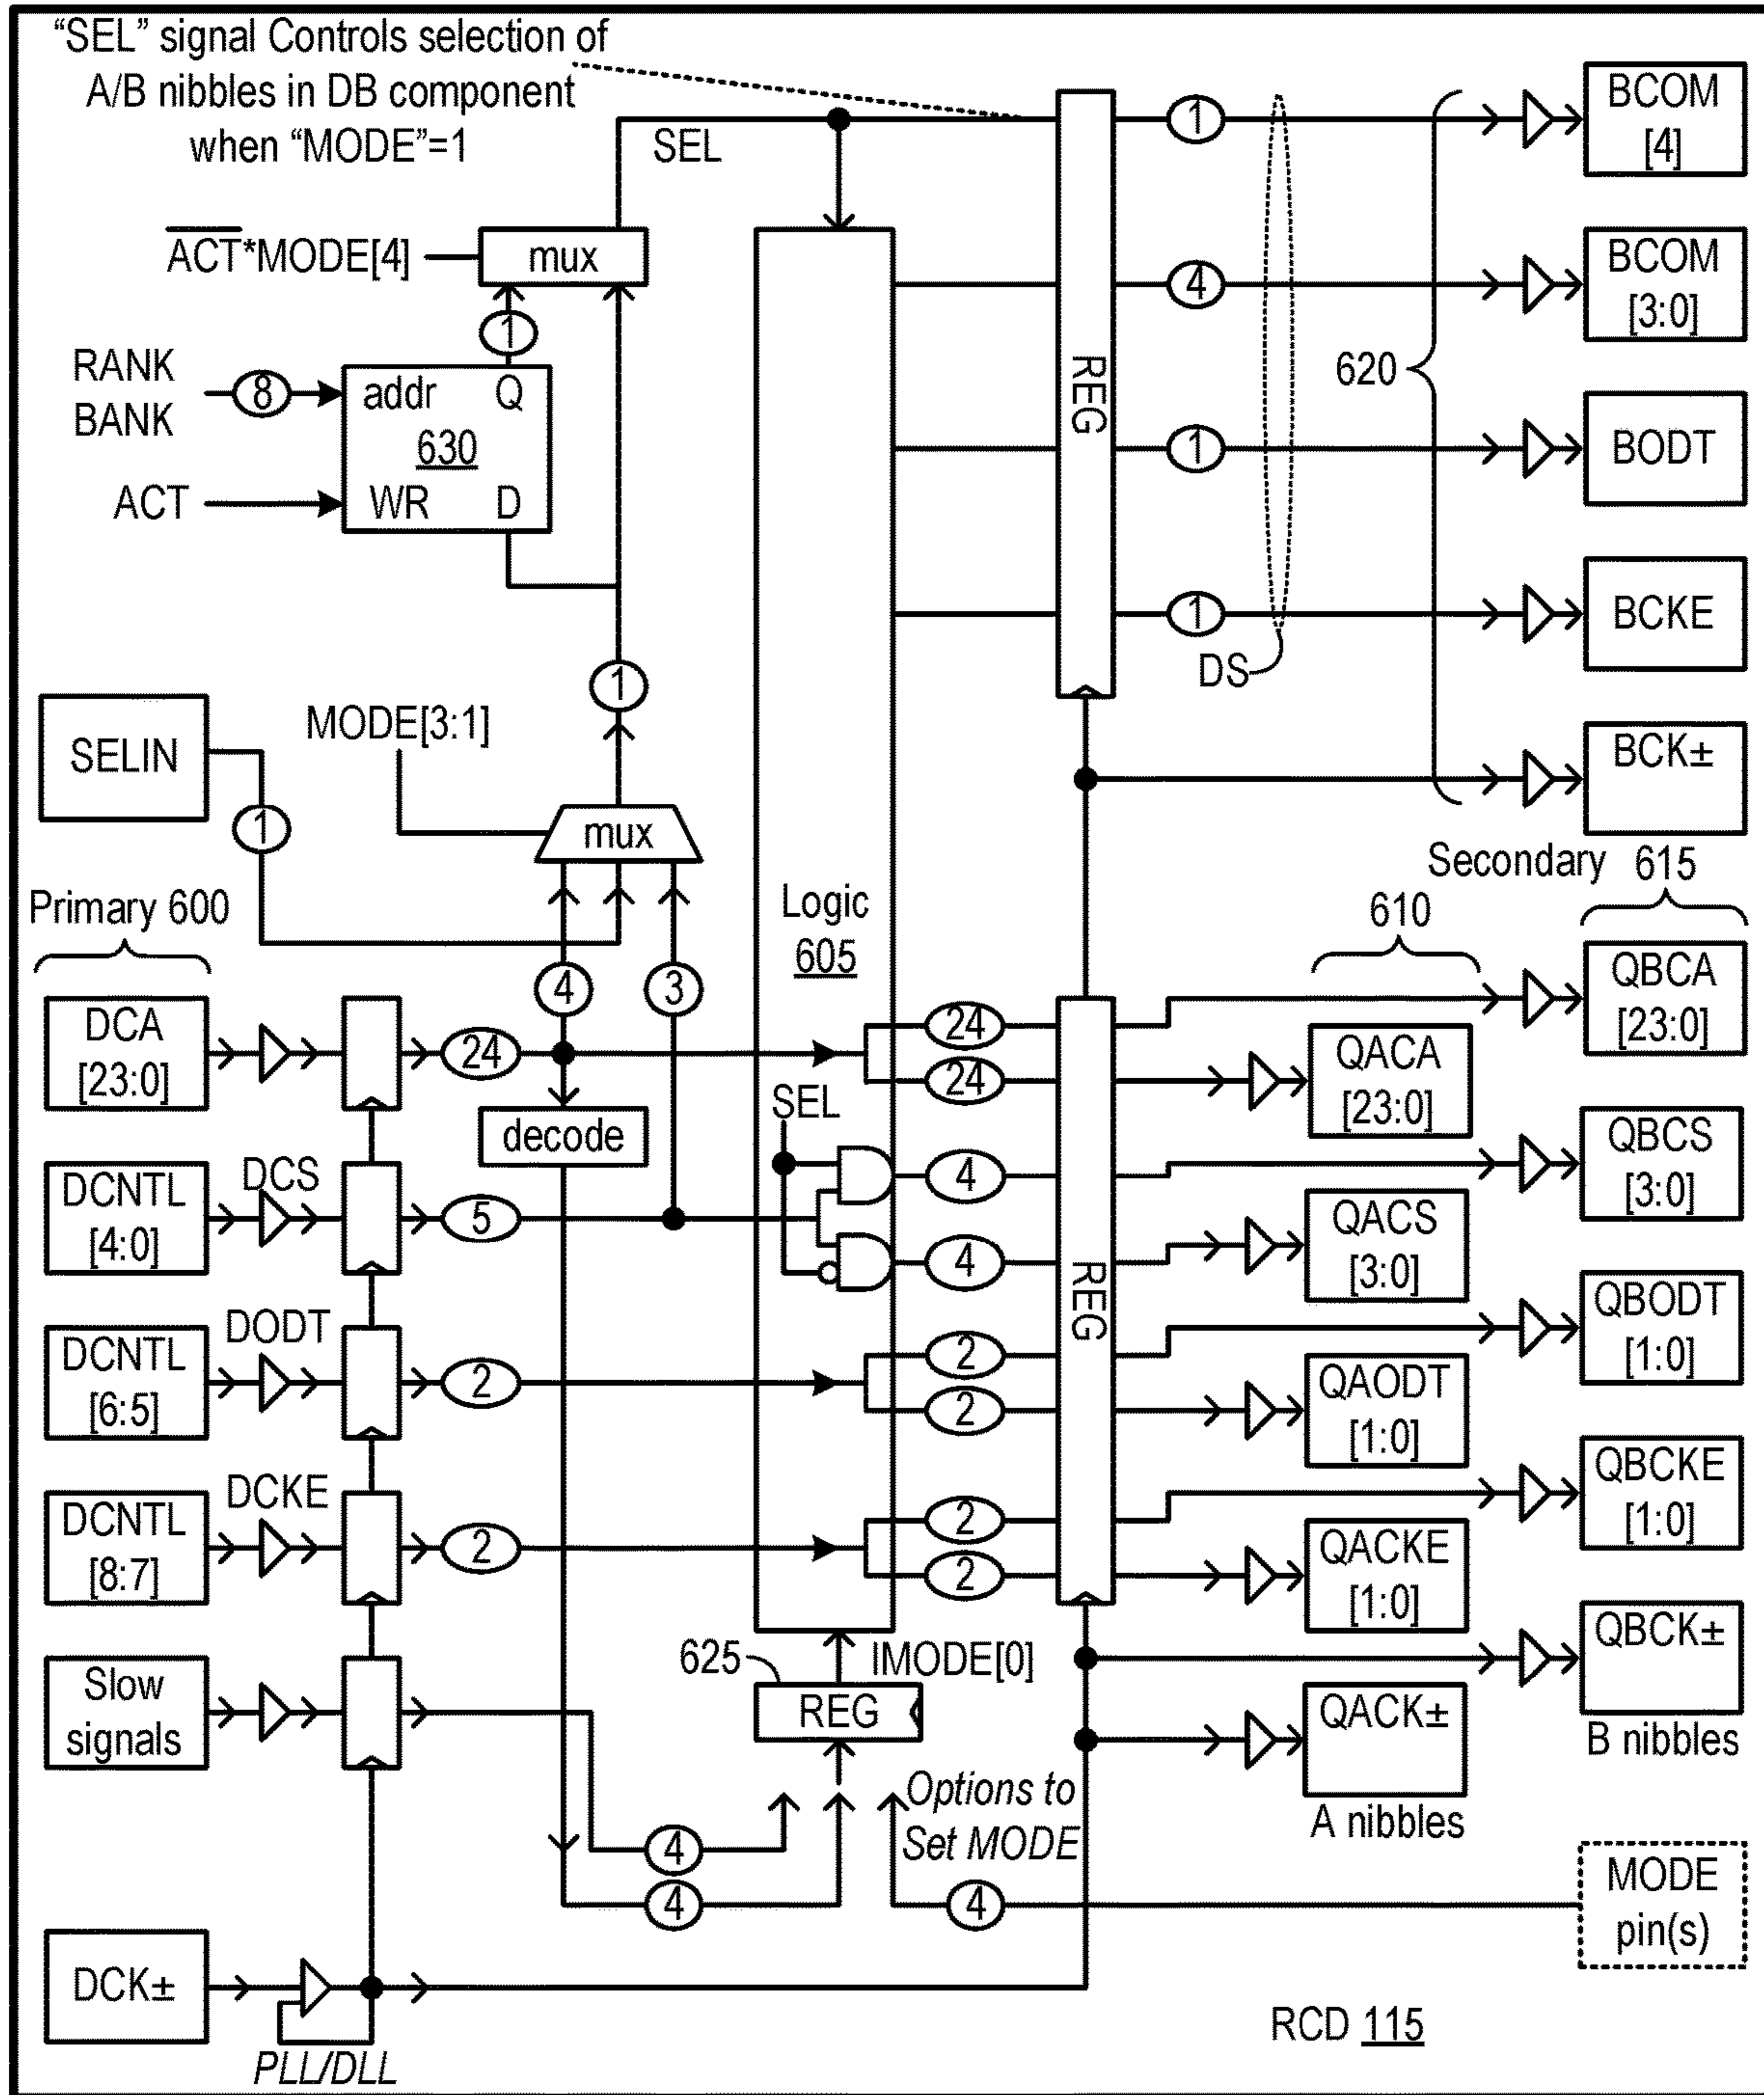 “SEL” signal Controls selection of
A/B nibbles in DB component
when “MODE”=1
SEL
1
BCOM
[4]
ACT*MODE[4]
mux
4
BCOM
[3:0]
1
RANK
BANK
8
addr Q
630
WR D
ACT
REG
620
1
BODT
1
BCKE
DS
1
SELIN
MODE[3:1]
1
mux
BCK±
Secondary 615
Primary 600
Logic
605
610
4
3
DCA
[23:0]
24
24
24
QBCA
[23:0]
QACA
[23:0]
decode
SEL
DCNTL
[4:0]
DCS
5
4
4
QBCS
[3:0]
QACS
[3:0]
REG
DCNTL
[6:5]
DODT
2
2
2
QBODT
[1:0]
QAODT
[1:0]
DCNTL
[8:7]
DCKE
2
2
2
QBCKE
[1:0]
QACKE
[1:0]
Slow
signals
625
IMODE[0]
REG
QBCK±
B nibbles
QACK±
A nibbles
Options to
Set MODE
4
4
4
MODE
pin(s)
DCK±
PLL/DLL
RCD 115